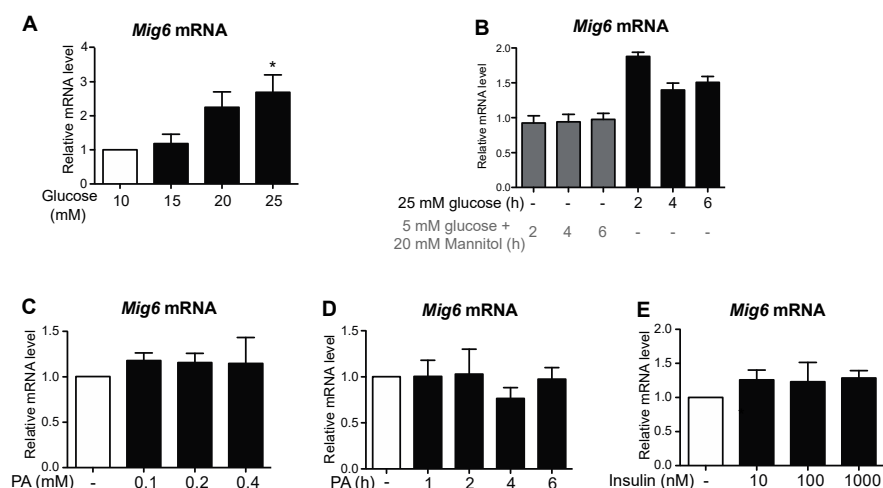 A
Mig6 mRNA
Relative mRNA level
4
3
2
1
0
Glucose (mM)
10 15 20 25
*
B
Mig6 mRNA
Relative mRNA level
2.0
1.5
1.0
1.5
0.0
25 mM glucose (h) - - - 2 4 6
5 mM glucose +
20 mM Mannitol (h) 2 4 6 - - -
C
Mig6 mRNA
Relative mRNA level
1.5
1.0
0.5
0.0
PA (mM) - 0.1 0.2 0.4
D
Mig6 mRNA
Relative mRNA level
1.5
1.0
0.5
0.0
PA (h) - 1 2 4 6
E
Mig6 mRNA
Relative mRNA level
2.0
1.5
1.0
0.5
0.0
Insulin (nM) - 10 100 1000